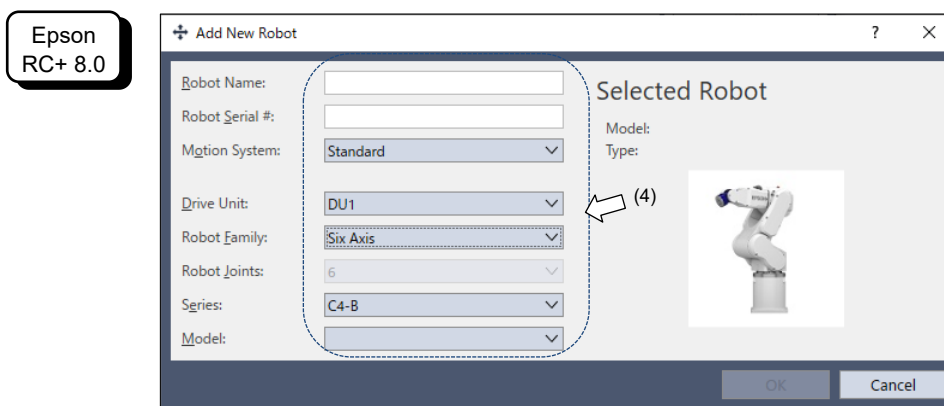 Epson
RC+ 8.0
Add New Robot
Robot Name:
Robot Serial #:
Motion System: Standard
Drive Unit: DU1
Robot Family: Six Axis
Robot Joints: 6
Series: C4-B
Model:
(4)
Selected Robot
Model:
Type:
EPSON
OK Cancel